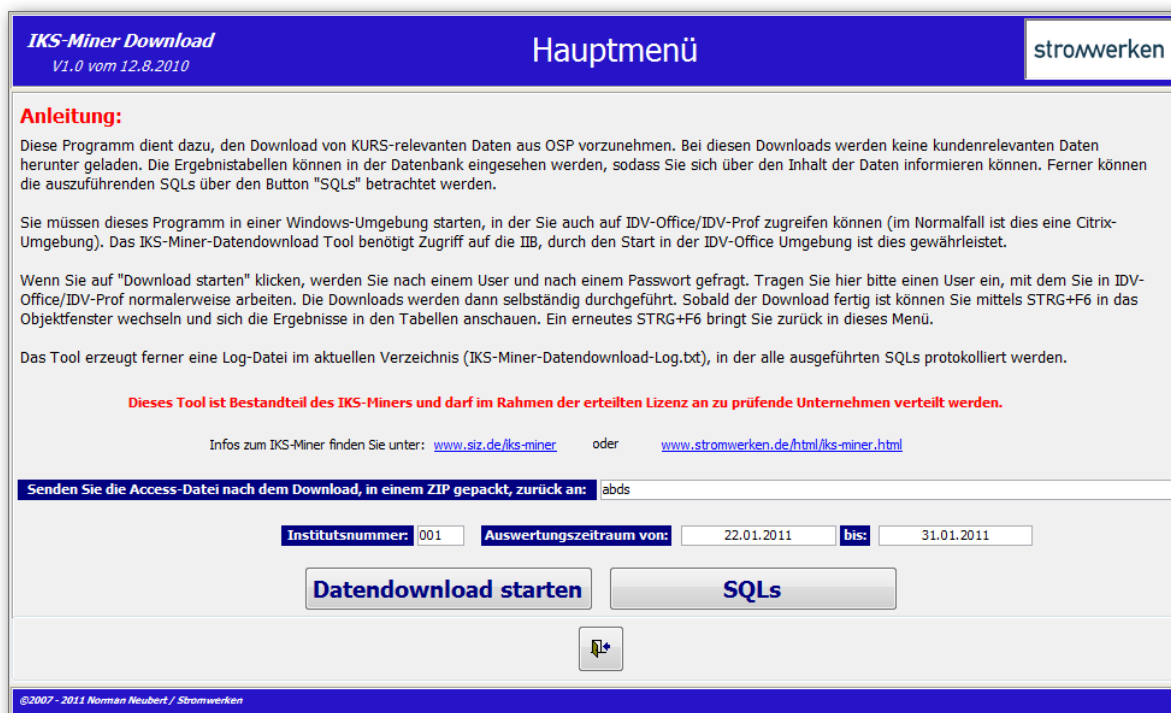 IKS-Miner Download
V1.0 vom 12.8.2010
Hauptmenü
stromwerken
Anleitung:
Diese Programm dient dazu, den Download von KURS-relevanten Daten aus OSP vorzunehmen. Bei diesen Downloads werden keine kundenrelevanten Daten
herunter geladen. Die Ergebnistabellen können in der Datenbank eingesehen werden, sodass Sie sich über den Inhalt der Daten informieren können. Ferner können
die auszuführenden SQLs über den Button "SQLs" betrachtet werden.
Sie müssen dieses Programm in einer Windows-Umgebung starten, in der Sie auch auf IDV-Office/IDV-Prof zugreifen können (im Normalfall ist dies eine Citrix-
Umgebung). Das IKS-Miner-Datendownload Tool benötigt Zugriff auf die IIB, durch den Start in der IDV-Office Umgebung ist dies gewährleistet.
Wenn Sie auf "Download starten" klicken, werden Sie nach einem User und nach einem Passwort gefragt. Tragen Sie hier bitte einen User ein, mit dem Sie in IDV-
Office/IDV-Prof normalerweise arbeiten. Die Downloads werden dann selbständig durchgeführt. Sobald der Download fertig ist können Sie mittels STRG+F6 in das
Objektfenster wechseln und sich die Ergebnisse in den Tabellen anschauen. Ein erneutes STRG+F6 bringt Sie zurück in dieses Menü.
Das Tool erzeugt ferner eine Log-Datei im aktuellen Verzeichnis (IKS-Miner-Datendownload-Log.txt), in der alle ausgeführten SQLs protokolliert werden.
Dieses Tool ist Bestandteil des IKS-Miners und darf im Rahmen der erteilten Lizenz an zu prüfende Unternehmen verteilt werden.
Infos zum IKS-Miner finden Sie unter: www.siz.de/iks-miner oder www.stromwerken.de/html/iks-miner.html
Senden Sie die Access-Datei nach dem Download, in einem ZIP gepackt, zurück an: abds
Institutsnummer: 001 Auswertungszeitraum von: 22.01.2011 bis: 31.01.2011
Datendownload starten SQLs
©2007 - 2011 Norman Neubert / Stromwerken